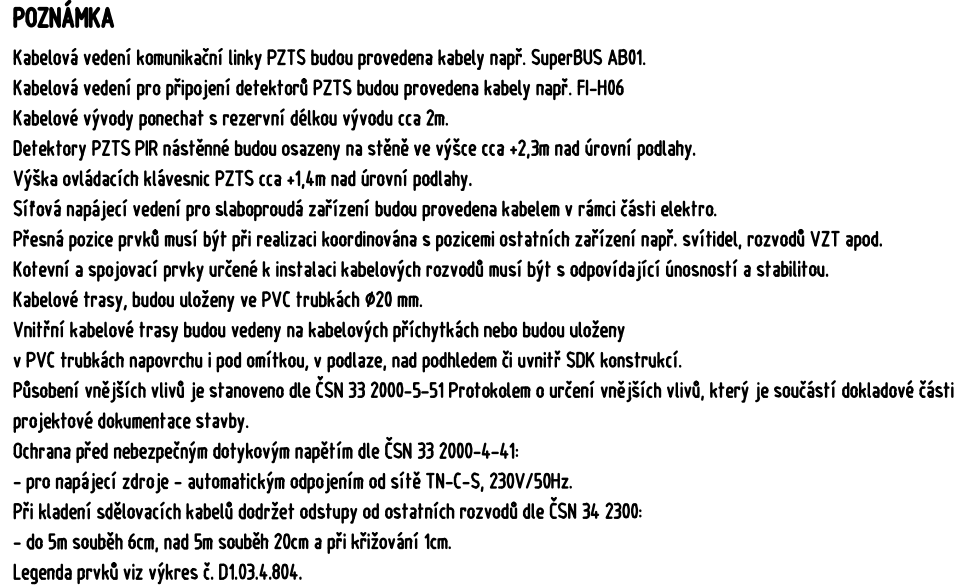 POZNÁMKA
Kabelová vedení komunikační linky PZTS budou provedena kabely např. SuperBUS AB01.
Kabelová vedení pro připojení detektorů PZTS budou provedena kabely např. FI-H06
Kabelové vývody ponechat s rezervní délkou vývodu cca 2m.
Detektory PZTS PIR nástěnné budou osazeny na stěně ve výšce cca +2,3m nad úrovní podlahy.
Výška ovládacích klávesnic PZTS cca +1,4m nad úrovní podlahy.
Síťová napájecí vedení pro slaboproudá zařízení budou provedena kabelem v rámci části elektro.
Přesná pozice prvků musí být při realizaci koordinována s pozicemi ostatních zařízení např. svítidel, rozvodů VZT apod.
Kotevní a spojovací prvky určené k instalaci kabelových rozvodů musí být s odpovídající únosností a stabilitou.
Kabelové trasy, budou uloženy ve PVC trubkách Ø20 mm.
Vnitřní kabelové trasy budou vedeny na kabelových příchytkách nebo budou uloženy
v PVC trubkách napovrchu i pod omítkou, v podlaze, nad podhledem či uvnitř SDK konstrukcí.
Působení vnějších vlivů je stanoveno dle ČSN 33 2000-5-51 Protokolem o určení vnějších vlivů, který je součástí dokladové části
projektové dokumentace stavby.
Ochrana před nebezpečným dotykovým napětím dle ČSN 33 2000-4-41:
- pro napájecí zdroje - automatickým odpojením od sítě TN-C-S, 230V/50Hz.
Při kladení sdělovacích kabelů dodržet odstupy od ostatních rozvodů dle ČSN 34 2300:
- do 5m souběh 6cm, nad 5m souběh 20cm a při křižování 1cm.
Legenda prvků viz výkres č. D1.03.4.804.